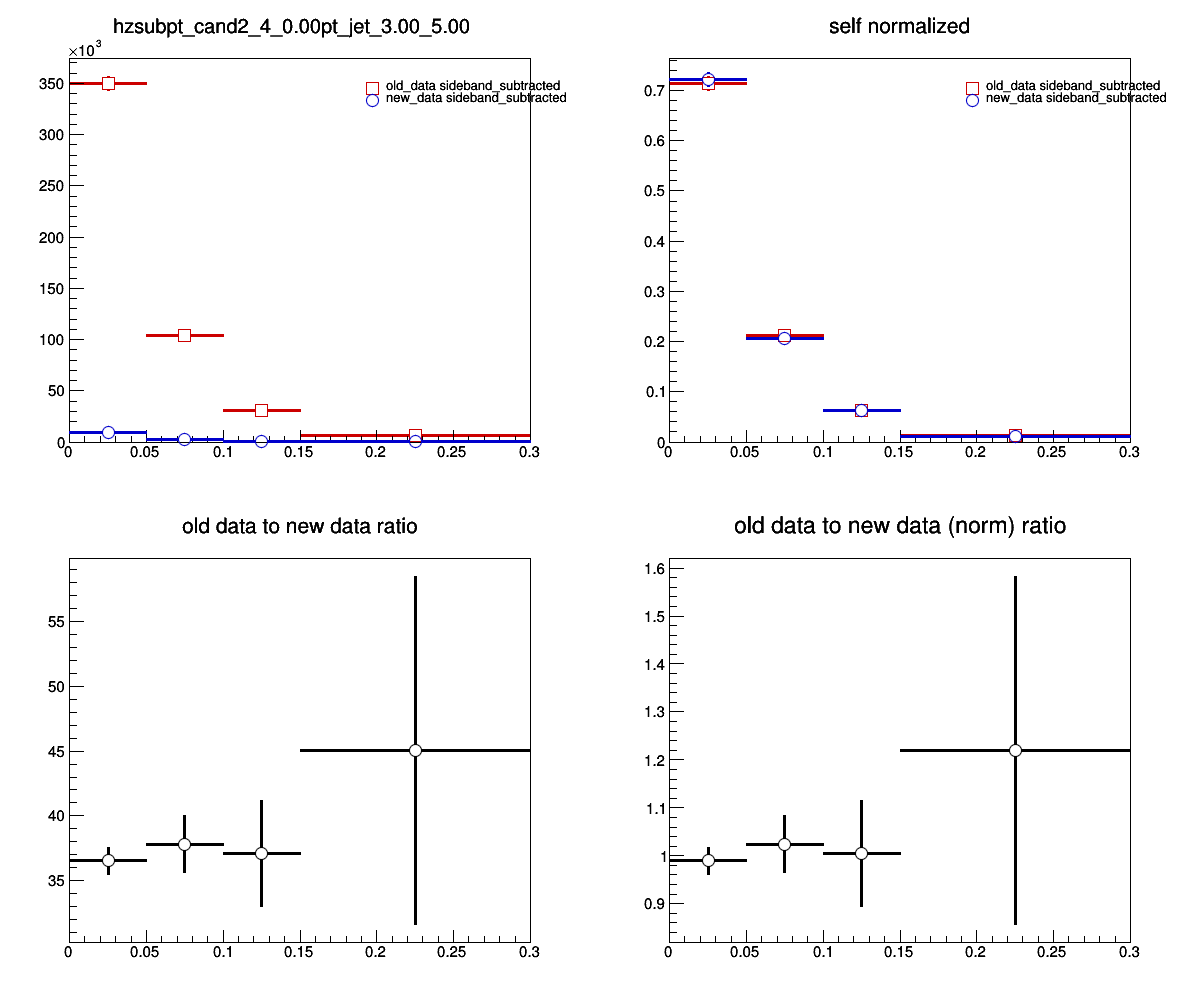 hzsubpt_cand2_4_0.00pt_jet_3.00_5.00
×10³
350
300
250
200
150
100
50
0
0 0.05 0.1 0.15 0.2 0.25 0.3
old_data sideband_subtracted
new_data sideband_subtracted
self normalized
0.7
0.6
0.5
0.4
0.3
0.2
0.1
0
0 0.05 0.1 0.15 0.2 0.25 0.3
old_data sideband_subtracted
new_data sideband_subtracted
old data to new data ratio
55
50
45
40
35
0 0.05 0.1 0.15 0.2 0.25 0.3
old data to new data (norm) ratio
1.6
1.5
1.4
1.3
1.2
1.1
1
0.9
0 0.05 0.1 0.15 0.2 0.25 0.3